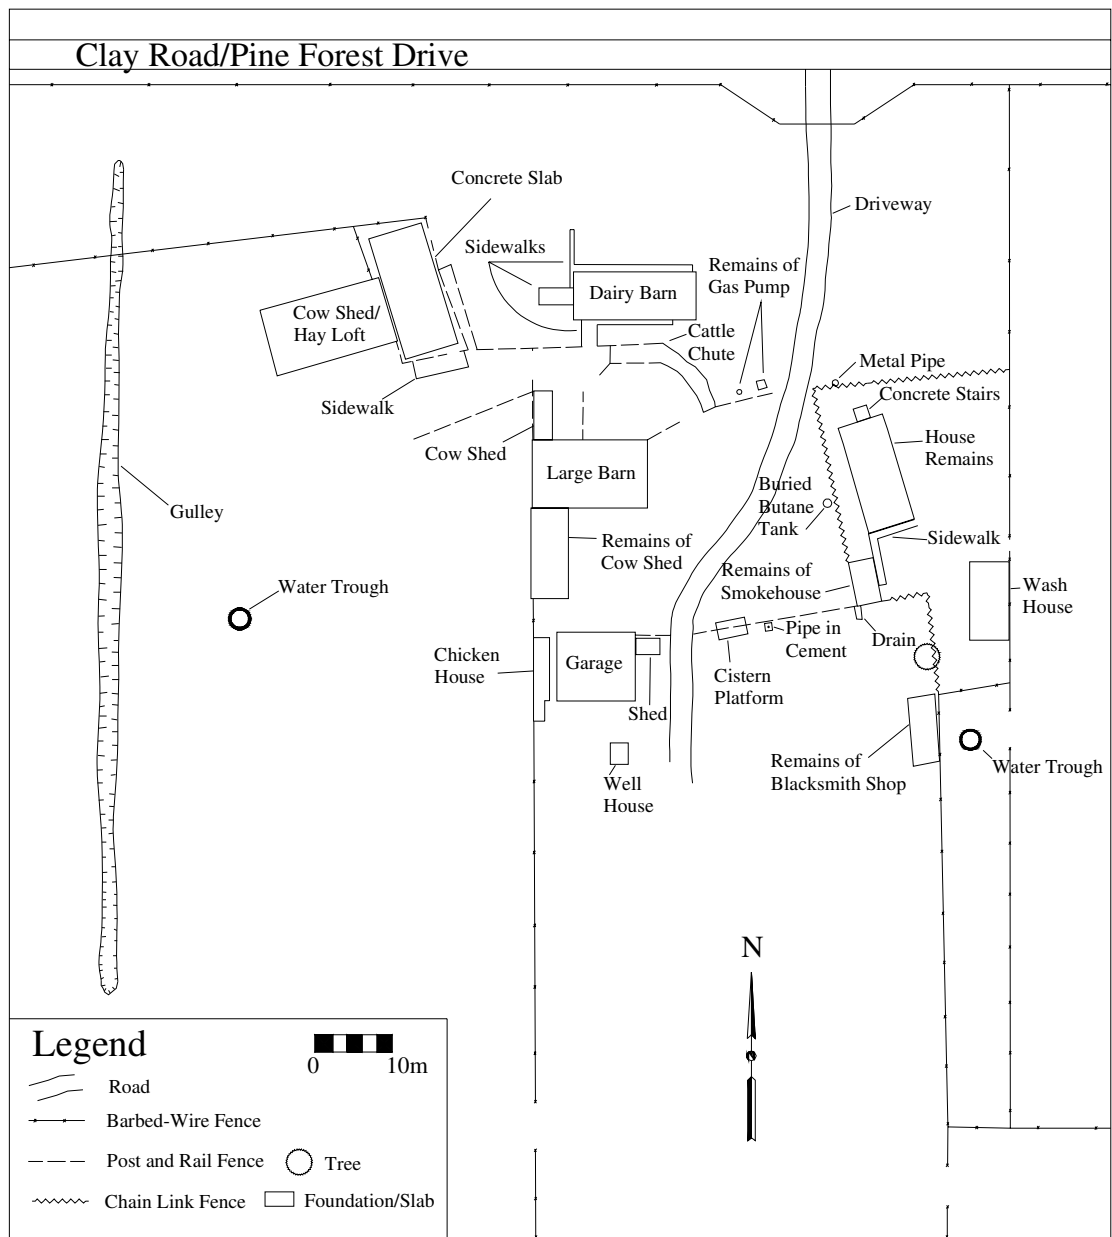 Clay Road/Pine Forest Drive
Concrete Slab
Driveway
Sidewalks
Remains of
Gas Pump
Dairy Barn
Cow Shed/
Hay Loft
Cattle
Chute
Metal Pipe
Concrete Stairs
Sidewalk
House
Remains
Cow Shed
Large Barn
Buried
Butane
Tank
Gulley
Sidewalk
Remains of
Cow Shed
Remains of
Smokehouse
Water Trough
Wash
House
Pipe in
Cement
Drain
Chicken
House
Garage
Cistern
Platform
Shed
Remains of
Blacksmith Shop
Water Trough
Well
House
N
Legend
0 10m
Road
Barbed-Wire Fence
Post and Rail Fence
Tree
Chain Link Fence
Foundation/Slab